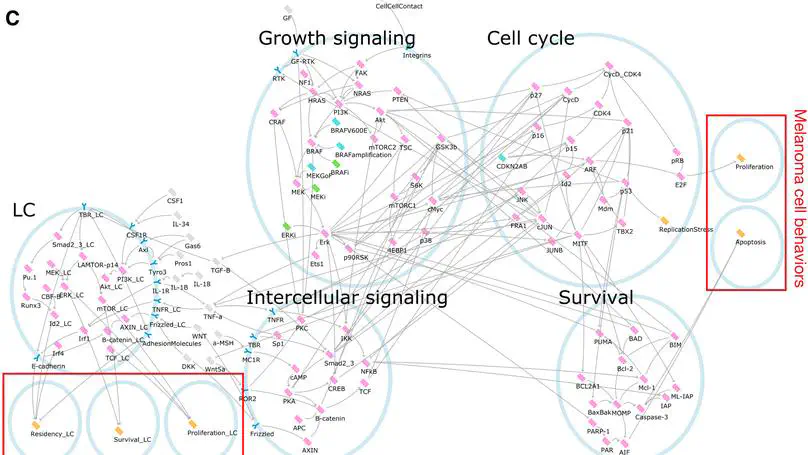 C
CellCellContact
GF
Growth signaling
Cell cycle
Integrins
GF-RTK
RTK
FAK
NF1
NRAS
HRAS
PTEN
PI3K
CRAF
Akt
BRAFV600E
BRAF
BRAFamplification
mTORC2
TSC
GSK3b
MEKGoF
BRAFi
MEK
MEKi
S6K
mTORC1
cMyc
ERKi
Erk
p90RSK
4EBP1
p38
Ets1
CycD_CDK4
p27
CycD
CDK4
p16
p21
p15
CDKN2AB
ARF
pRB
E2F
Id2
p53
JNK
Mdm
FRA1
cJUN
TBX2
ReplicationStress
MITF
JUNB
Proliferation
Apoptosis
Melanoma cell behaviors
LC
TBR_LC
CSF1
IL-34
CSF1R
Axl
Gas6
Smad2_3_LC
Pros1
TGF-B
LAMTOR-p14
Tyro3
Pu.1
MEK_LC
PI3K_LC
Akt_LC
IL-1R
IL-1B
IL-18
CBF-B
ERK_LC
Runx3
mTOR_LC
INFR_LC
TNF-a
Id2_LC
AXIN_LC
Frizzled_LC
Irf1
B-catenin_LC
AdhesionMolecules
WNT
a-MSH
Irf4
TCF_LC
E-cadherin
DKK
Wnt5a
Residency_LC
Survival_LC
Proliferation_LC
Intercellular signaling
TNFR
PKC
TBR
Sp1
IKK
MC1R
Smad2_3
NFkB
cAMP
CREB
TCF
ROR2
PKA
B-catenin
APC
Frizzled
AXIN
Survival
PUMA
BAD
BIM
Bcl-2
BCL2A1
Mcl-1
ML-IAP
IAP
BaxBak
MOMP
Caspase-3
PARP-1
PAR
AIF